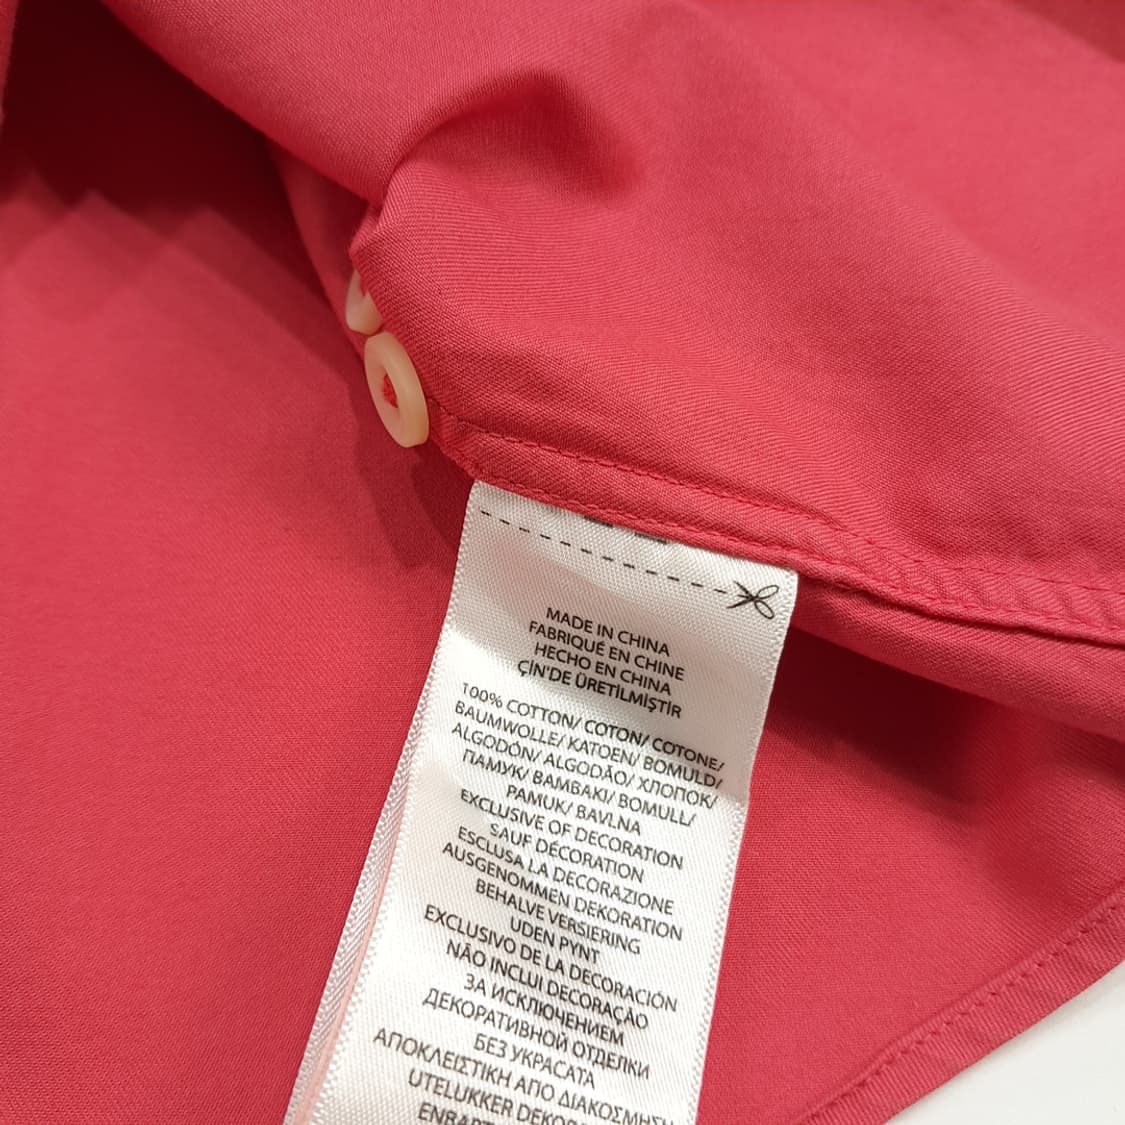 MADE IN CHINA
FABRIQUÉ EN CHINE
HECHO EN CHINA
ÇİN'DE ÜRETİLMİŞTİR
100% COTTON/ COTON/ COTONE/
BAUMWOLLE/ KATOEN/ BOMULD/
ALGODÓN/ ALGODÃO/ ХЛОПОК/
ПАМУК/ ΒΑΜΒΑΚΙ/ BOMULL/
PAMUK/ BAVLNA
EXCLUSIVE OF DECORATION
SAUF DÉCORATION
ESCLUSA LA DECORAZIONE
AUSGENOMMEN DEKORATION
BEHALVE VERSIERING
UDEN PYNT
EXCLUSIVO DE LA DECORACIÓN
NÃO INCLUI DECORAÇÃO
ЗА ИСКЛЮЧЕНИЕМ
ДЕКОРАТИВНОЙ ОТДЕЛКИ
БЕЗ УКРАСАТА
ΑΠΟΚΛΕΙΣΤΙΚΗ ΑΠΟ ΔΙΑΚΟΣΜΗΣΗ
UTELUKKER